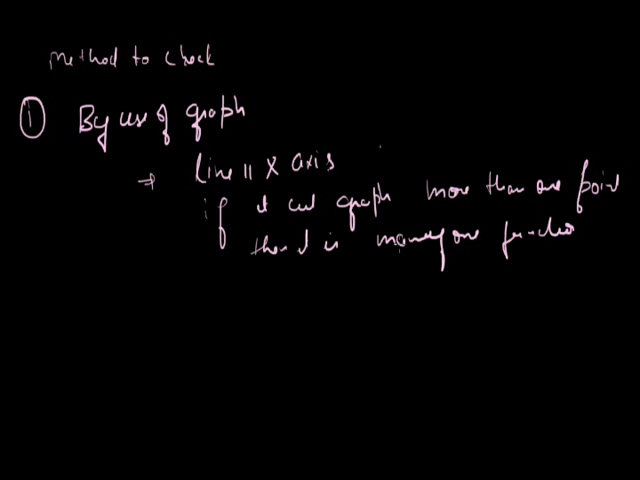 Method to check
① By use of graph
⇒ Line || X axis
if it cut graph more than one point
then it is many one function